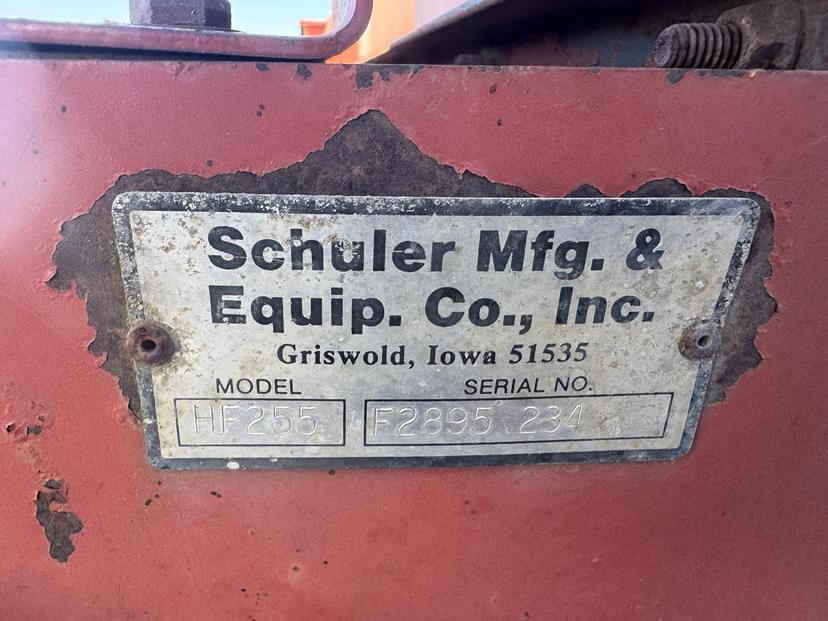 Schuler Mfg. &
Equip. Co., Inc.
Griswold, Iowa 51535
MODEL SERIAL NO.
HF255 F2895 234